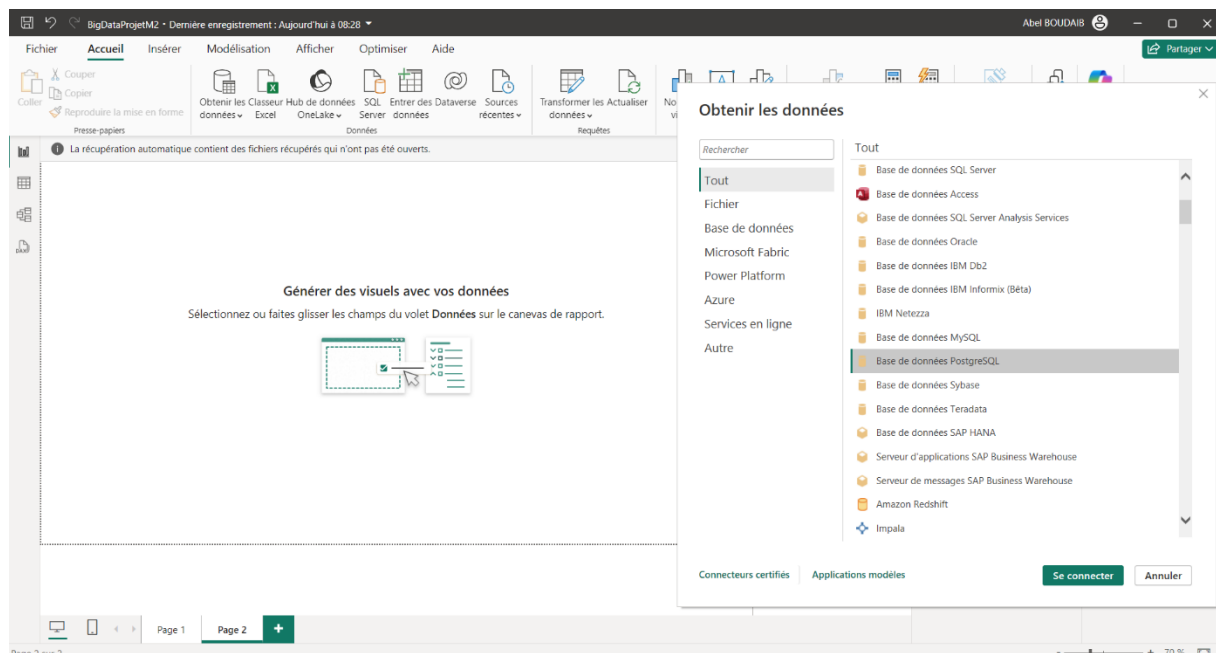 BigDataProjetM2 • Dernière enregistrement : Aujourd'hui à 08:28
Abel BOUDAIB
Fichier Accueil Insérer Modélisation Afficher Optimiser Aide
Partager
Coller
Couper
Copier
Reproduire la mise en forme
Presse-papiers
Obtenir les données
Classeur Excel
Hub de données OneLake
SQL Server
Entrer des données
Dataverse
Sources récentes
Données
Transformer les données
Actualiser
Requêtes
La récupération automatique contient des fichiers récupérés qui n'ont pas été ouverts.
Générer des visuels avec vos données
Sélectionnez ou faites glisser les champs du volet Données sur le canevas de rapport.
Obtenir les données
Rechercher
Tout
Fichier
Base de données
Microsoft Fabric
Power Platform
Azure
Services en ligne
Autre
Tout
Base de données SQL Server
Base de données Access
Base de données SQL Server Analysis Services
Base de données Oracle
Base de données IBM Db2
Base de données IBM Informix (Bêta)
IBM Netezza
Base de données MySQL
Base de données PostgreSQL
Base de données Sybase
Base de données Teradata
Base de données SAP HANA
Serveur d'applications SAP Business Warehouse
Serveur de messages SAP Business Warehouse
Amazon Redshift
Impala
Connecteurs certifiés Applications modèles
Se connecter Annuler
Page 1 Page 2
70 %